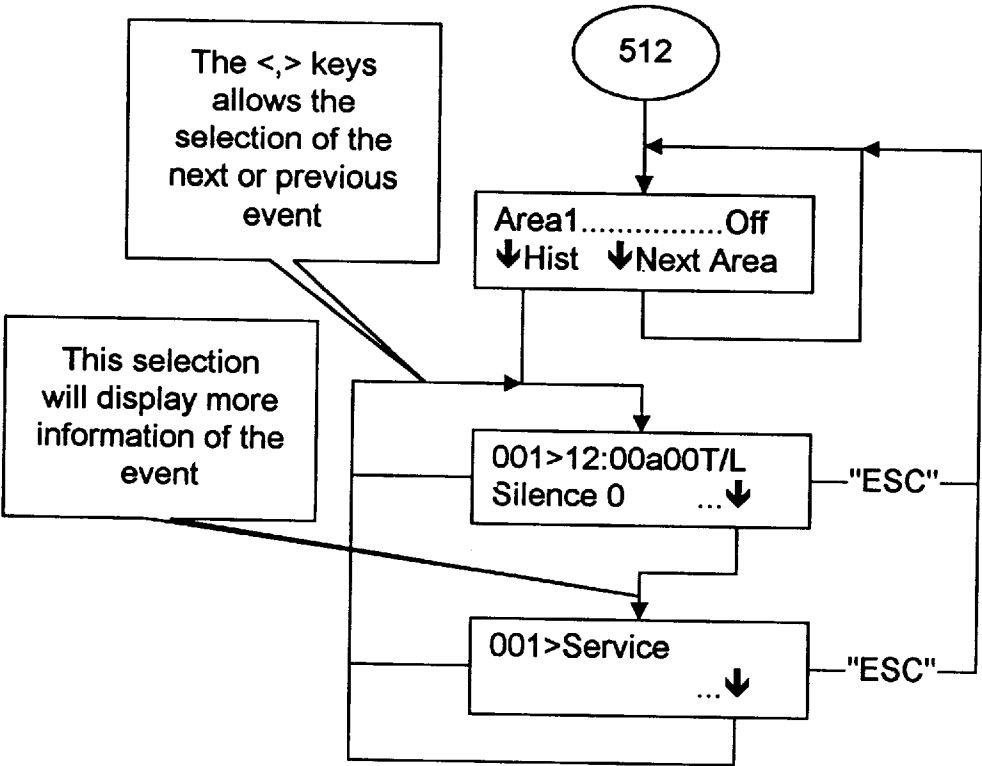 The <,> keys
allows the
selection of the
next or previous
event
512
Area1................Off
🡻Hist 🡻Next Area
This selection
will display more
information of the
event
001>12:00a00T/L
Silence 0 ...🡻
"ESC"
001>Service
...🡻
"ESC"